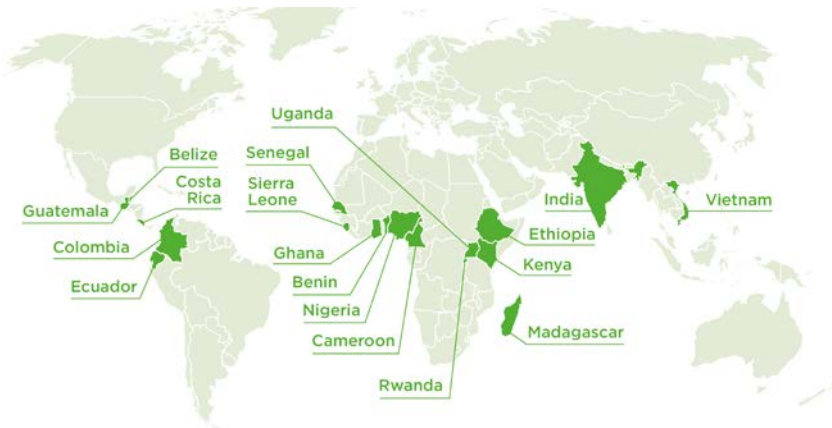 Uganda
Belize
Senegal
Costa
Rica
Sierra
Leone
Guatemala
India
Vietnam
Colombia
Ghana
Ethiopia
Ecuador
Benin
Kenya
Nigeria
Cameroon
Madagascar
Rwanda